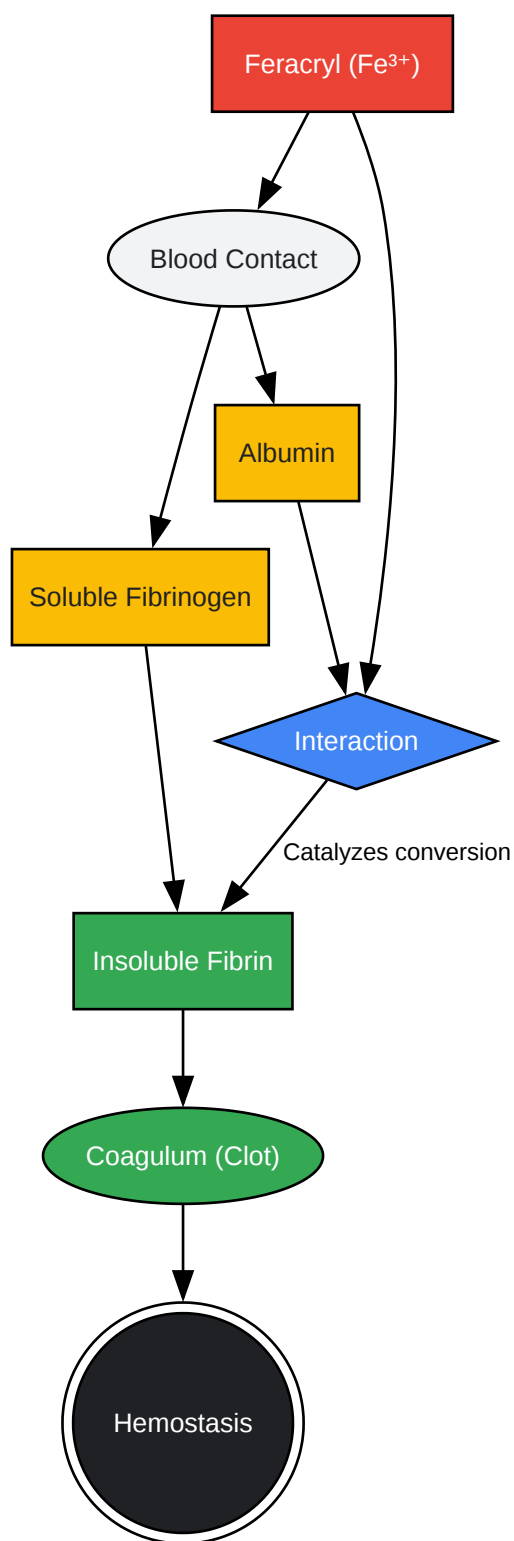 Feracryl (Fe³⁺)
Blood Contact
Albumin
Soluble Fibrinogen
Interaction
Catalyzes conversion
Insoluble Fibrin
Coagulum (Clot)
Hemostasis